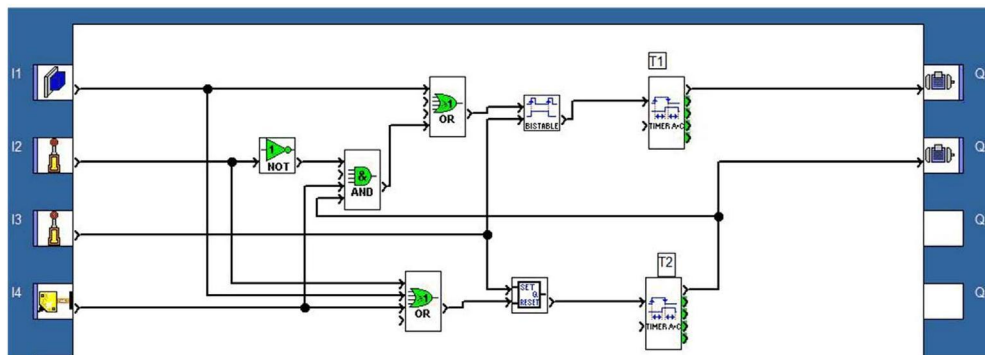 T1
I1
Q
1
OR
BISTABLE
TIMER A•C
I2
Q
1
NOT
&
AND
I3
Q
T2
I4
SET
Q
Q.
RESET
1
OR
TIMER A•C